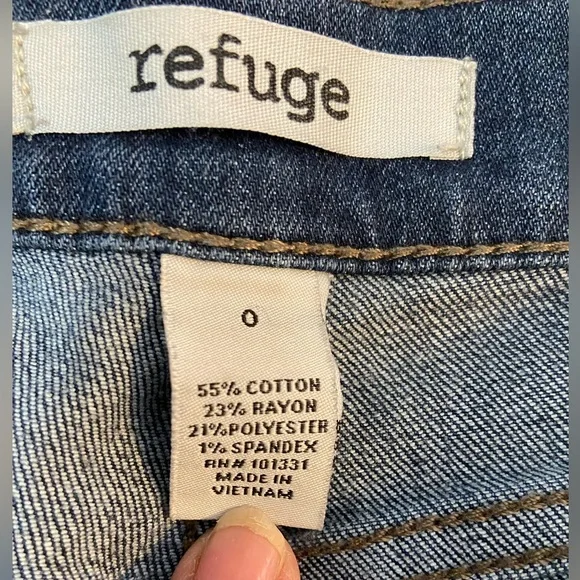 refuge
0
55% COTTON
23% RAYON
21%POLYESTER
1% SPANDEX
RN# 101331
MADE IN
VIETNAM